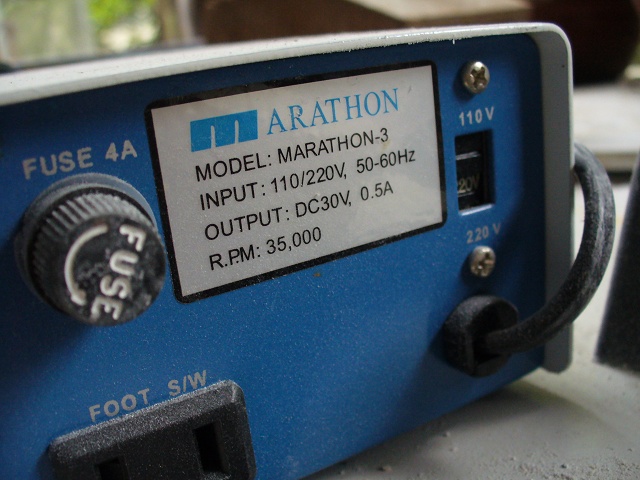 FUSE 4A
FUSE
m ARATHON
MODEL: MARATHON-3
INPUT: 110/220V, 50-60Hz
OUTPUT: DC30V, 0.5A
R.P.M: 35,000
110V
220V
220 V
FOOT S/W